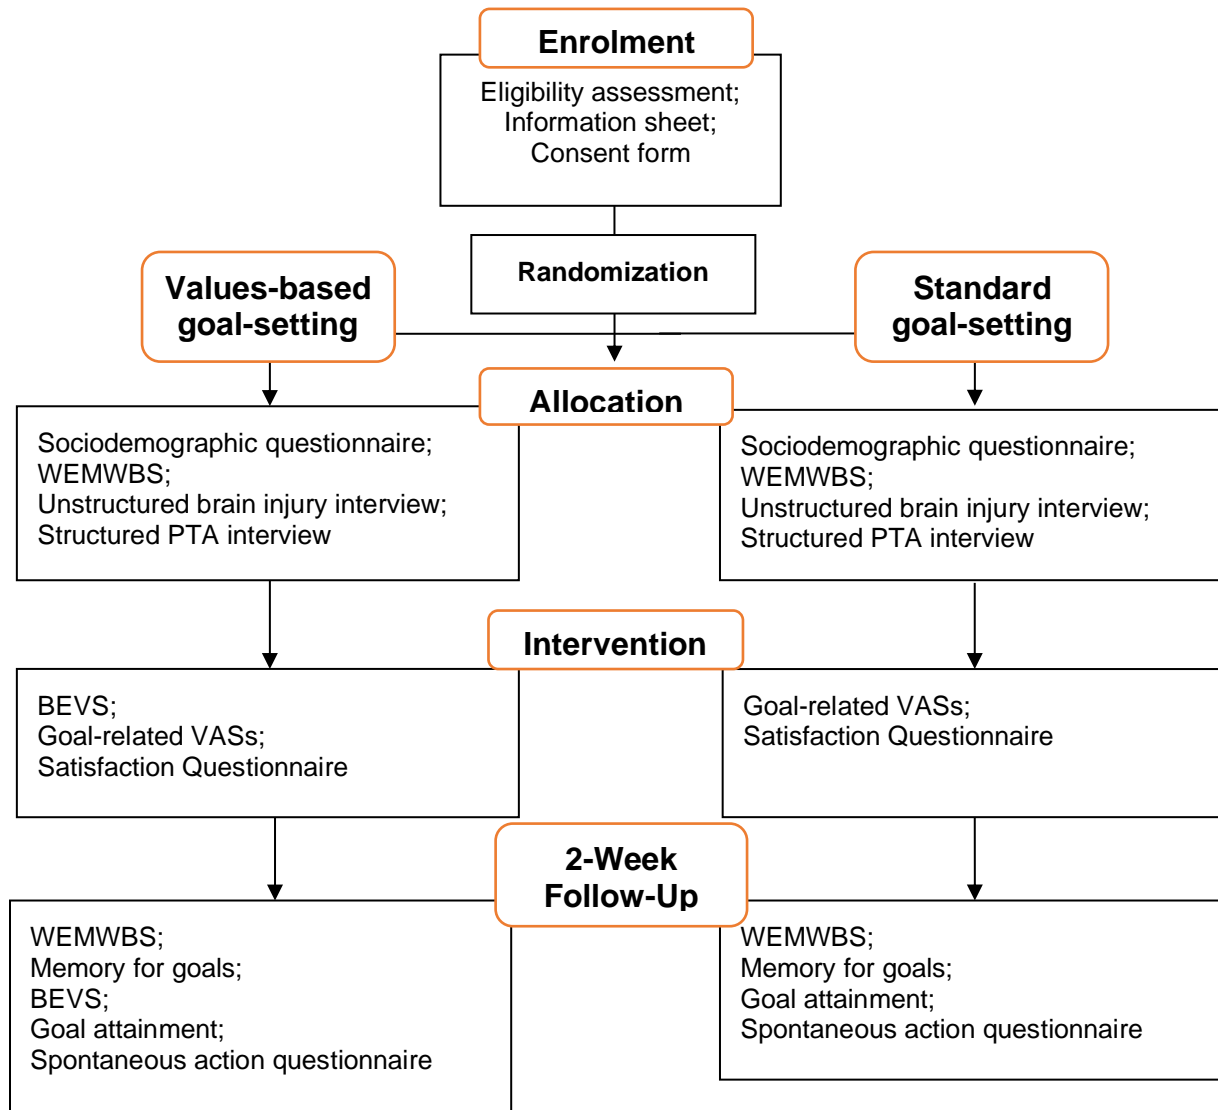 Enrolment
Eligibility assessment;
Information sheet;
Consent form
Randomization
Values-based
goal-setting
Standard
goal-setting
Allocation
Sociodemographic questionnaire;
WEMWBS;
Unstructured brain injury interview;
Structured PTA interview
Sociodemographic questionnaire;
WEMWBS;
Unstructured brain injury interview;
Structured PTA interview
Intervention
BEVS;
Goal-related VASs;
Satisfaction Questionnaire
Goal-related VASs;
Satisfaction Questionnaire
2-Week
Follow-Up
WEMWBS;
Memory for goals;
BEVS;
Goal attainment;
Spontaneous action questionnaire
WEMWBS;
Memory for goals;
Goal attainment;
Spontaneous action questionnaire